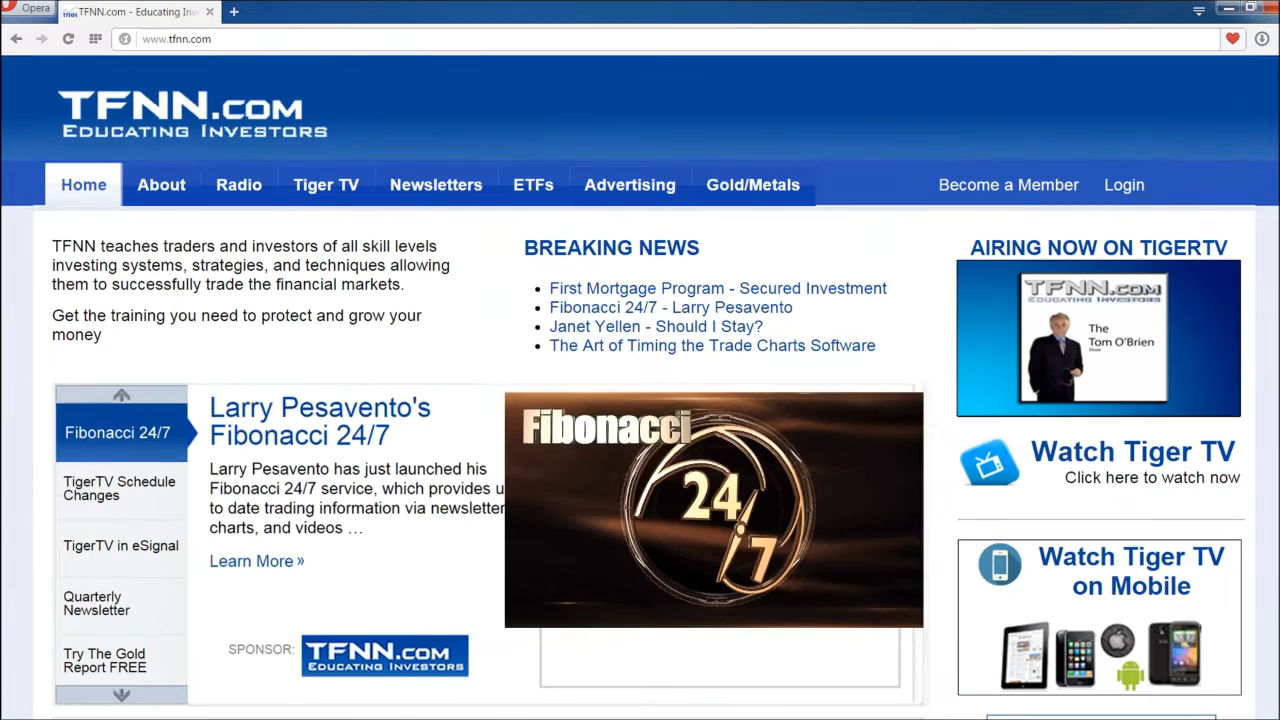 Opera
TFNN.com - Educating Inv
www.tfnn.com
TFNN.COM
EDUCATING INVESTORS
Home
About
Radio
Tiger TV
Newsletters
ETFs
Advertising
Gold/Metals
Become a Member
Login
TFNN teaches traders and investors of all skill levels
investing systems, strategies, and techniques allowing
them to successfully trade the financial markets.
Get the training you need to protect and grow your
money
BREAKING NEWS
First Mortgage Program - Secured Investment
Fibonacci 24/7 - Larry Pesavento
Janet Yellen - Should I Stay?
The Art of Timing the Trade Charts Software
AIRING NOW ON TIGERTV
TFNN.COM
EDUCATING INVESTORS
The
Tom O'Brien
Show
Watch Tiger TV
Click here to watch now
Watch Tiger TV
on Mobile
Fibonacci 24/7
TigerTV Schedule
Changes
TigerTV in eSignal
Quarterly
Newsletter
Try The Gold
Report FREE
Larry Pesavento's
Fibonacci 24/7
Larry Pesavento has just launched his
Fibonacci 24/7 service, which provides u
to date trading information via newsletter
charts, and videos …
Learn More »
Fibonacci
24/7
SPONSOR:
TFNN.COM
EDUCATING INVESTORS